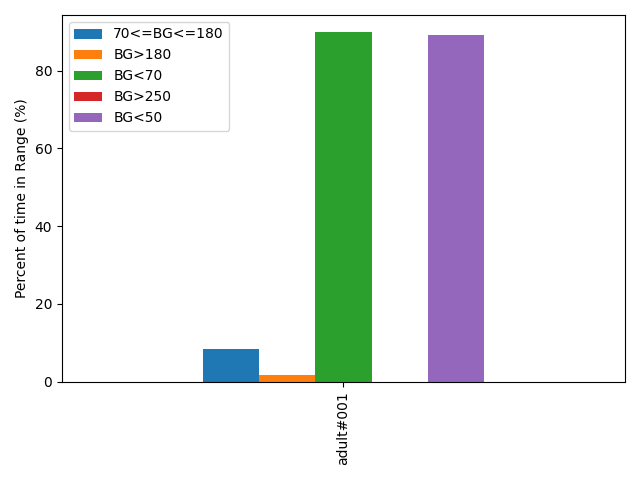 70<=BG<=180
BG>180
BG<70
BG>250
BG<50
Percent of time in Range (%)
80
60
40
20
0
adult#001